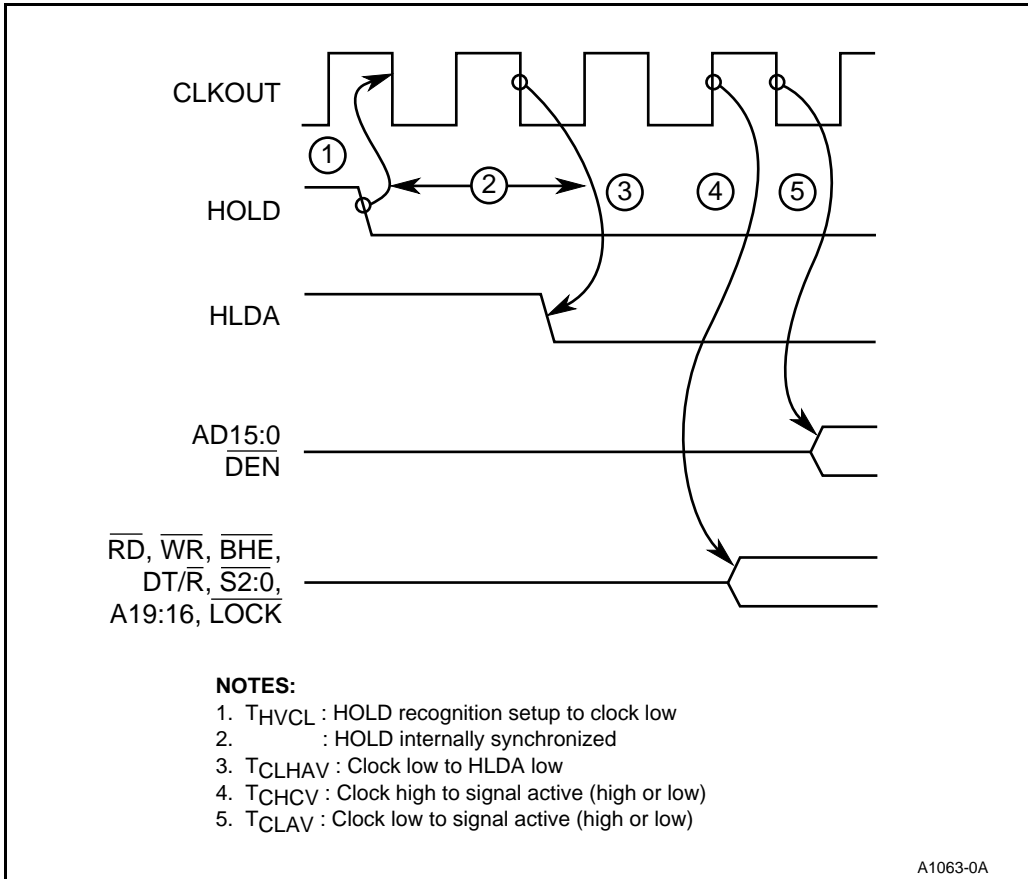 CLKOUT
1
2
3
4
5
HOLD
HLDA
AD15:0
DEN
RD, WR, BHE,
DT/R, S2:0,
A19:16, LOCK
NOTES:
1. THVCL : HOLD recognition setup to clock low
2. : HOLD internally synchronized
3. TCLHAV : Clock low to HLDA low
4. TCHCV : Clock high to signal active (high or low)
5. TCLAV : Clock low to signal active (high or low)
A1063-0A